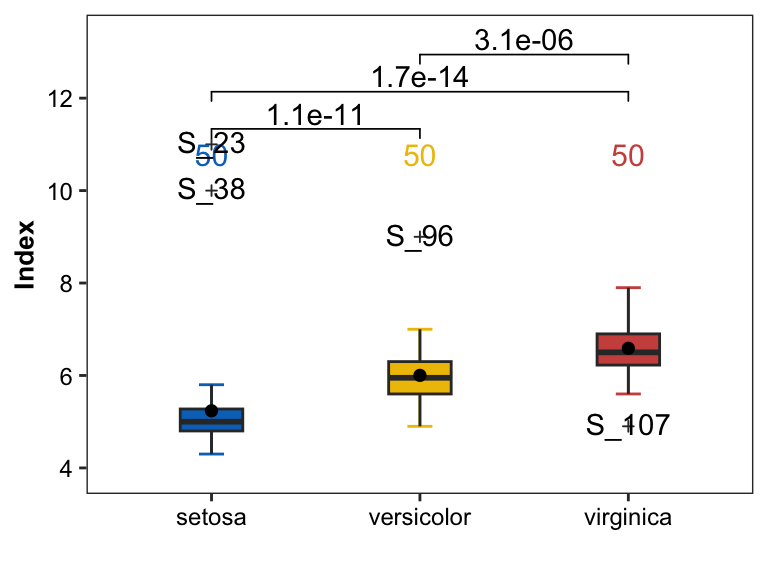 3.1e-06
1.7e-14
1.1e-11
12
S_23
50
50
50
10
S_38
S_96
Index
8
6
S_107
4
setosa
versicolor
virginica